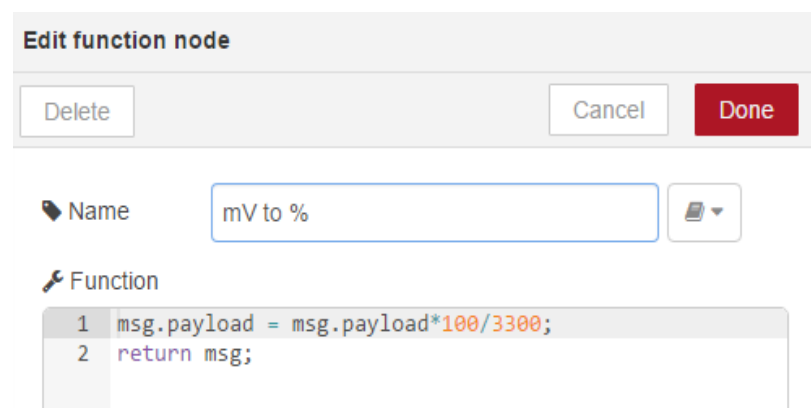 Edit function node
Delete Cancel Done
Name mV to %
Function
1 msg.payload = msg.payload*100/3300;
2 return msg;